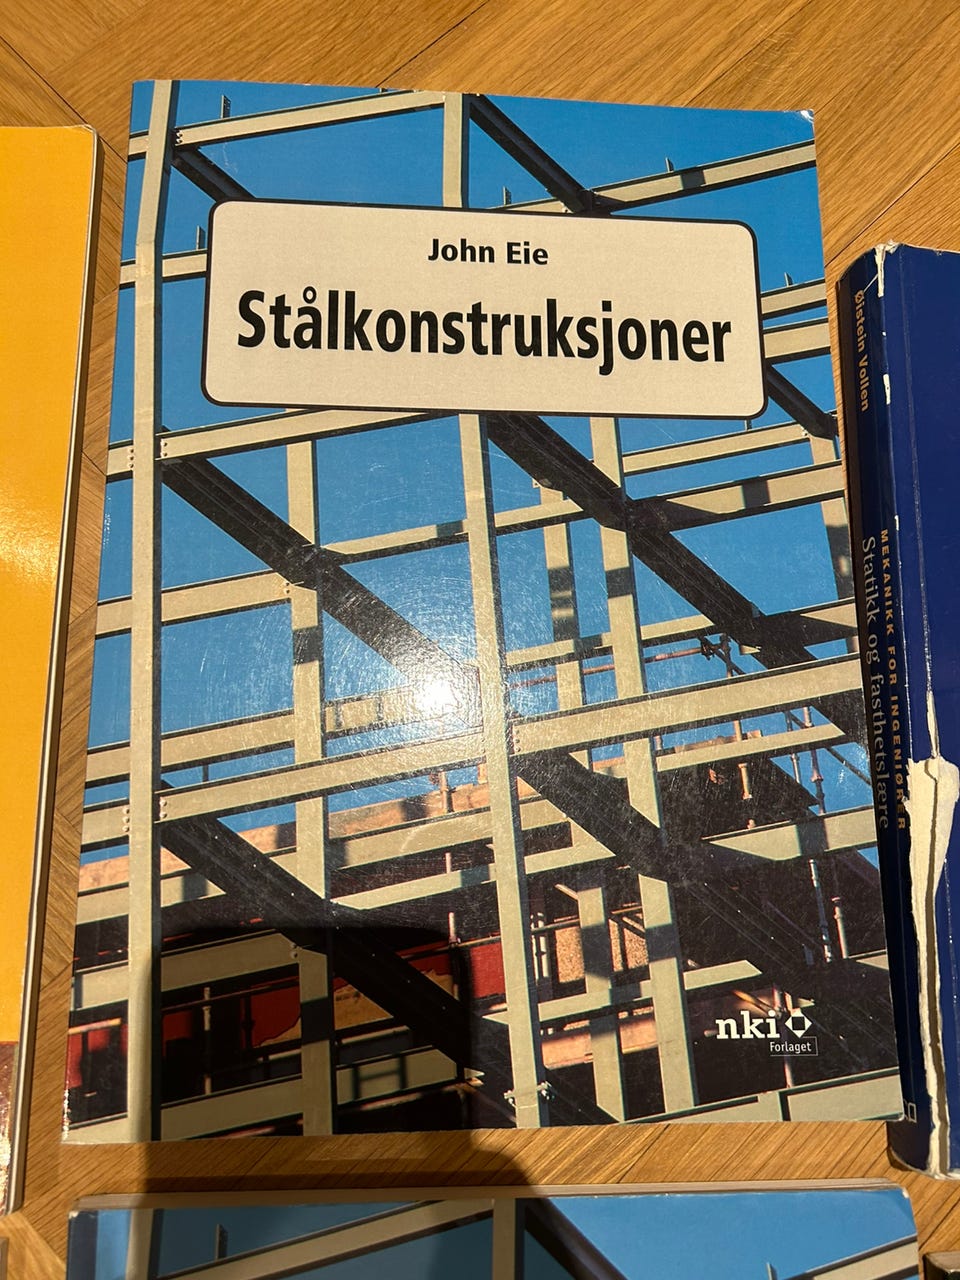 John Eie
Stålkonstruksjoner
nki
Forlaget
Øistein Vollen
MEKANIKK FOR INGENIØRER
Statikk og fasthetslære